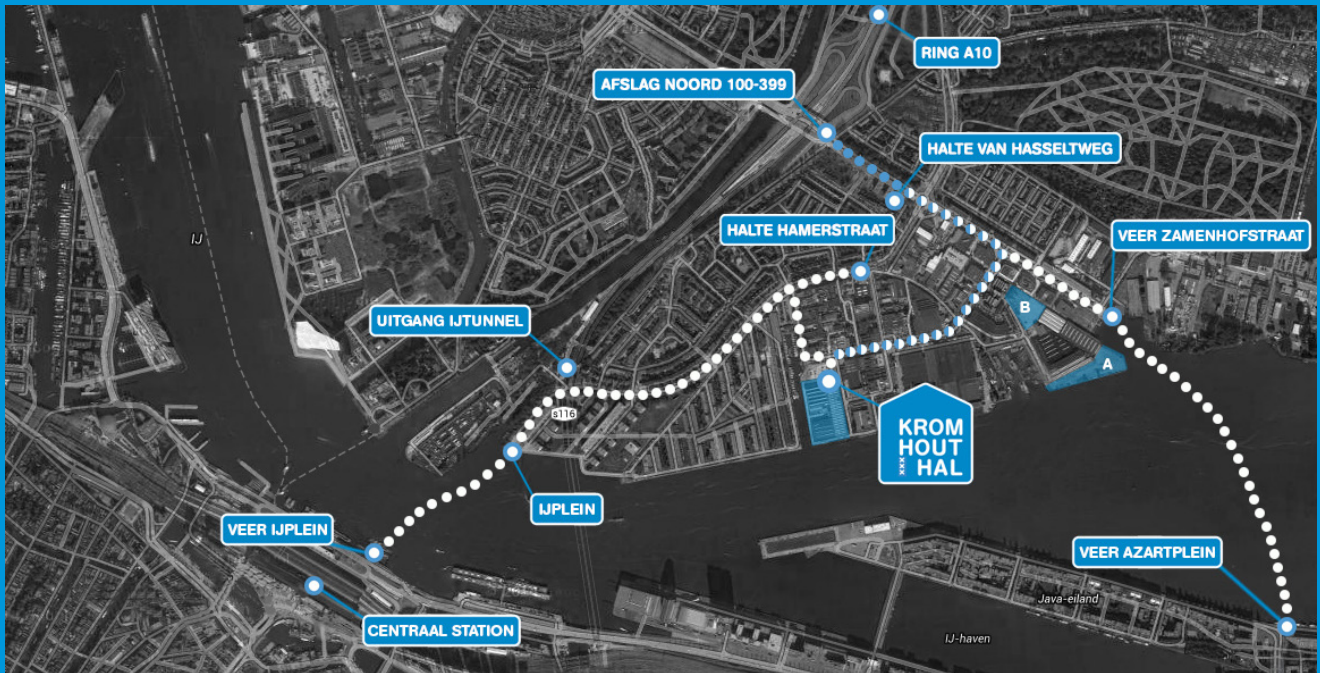 RING A10
AFSLAG NOORD 100-399
HALTE VAN HASSELTWEG
HALTE HAMERSTRAAT
VEER ZAMENHOFSTRAAT
IJ
UITGANG IJTUNNEL
B
A
s116
KROM
HOUT
XXX HAL
IJPLEIN
VEER IJPLEIN
VEER AZARTPLEIN
CENTRAAL STATION
Java-eiland
IJ-haven